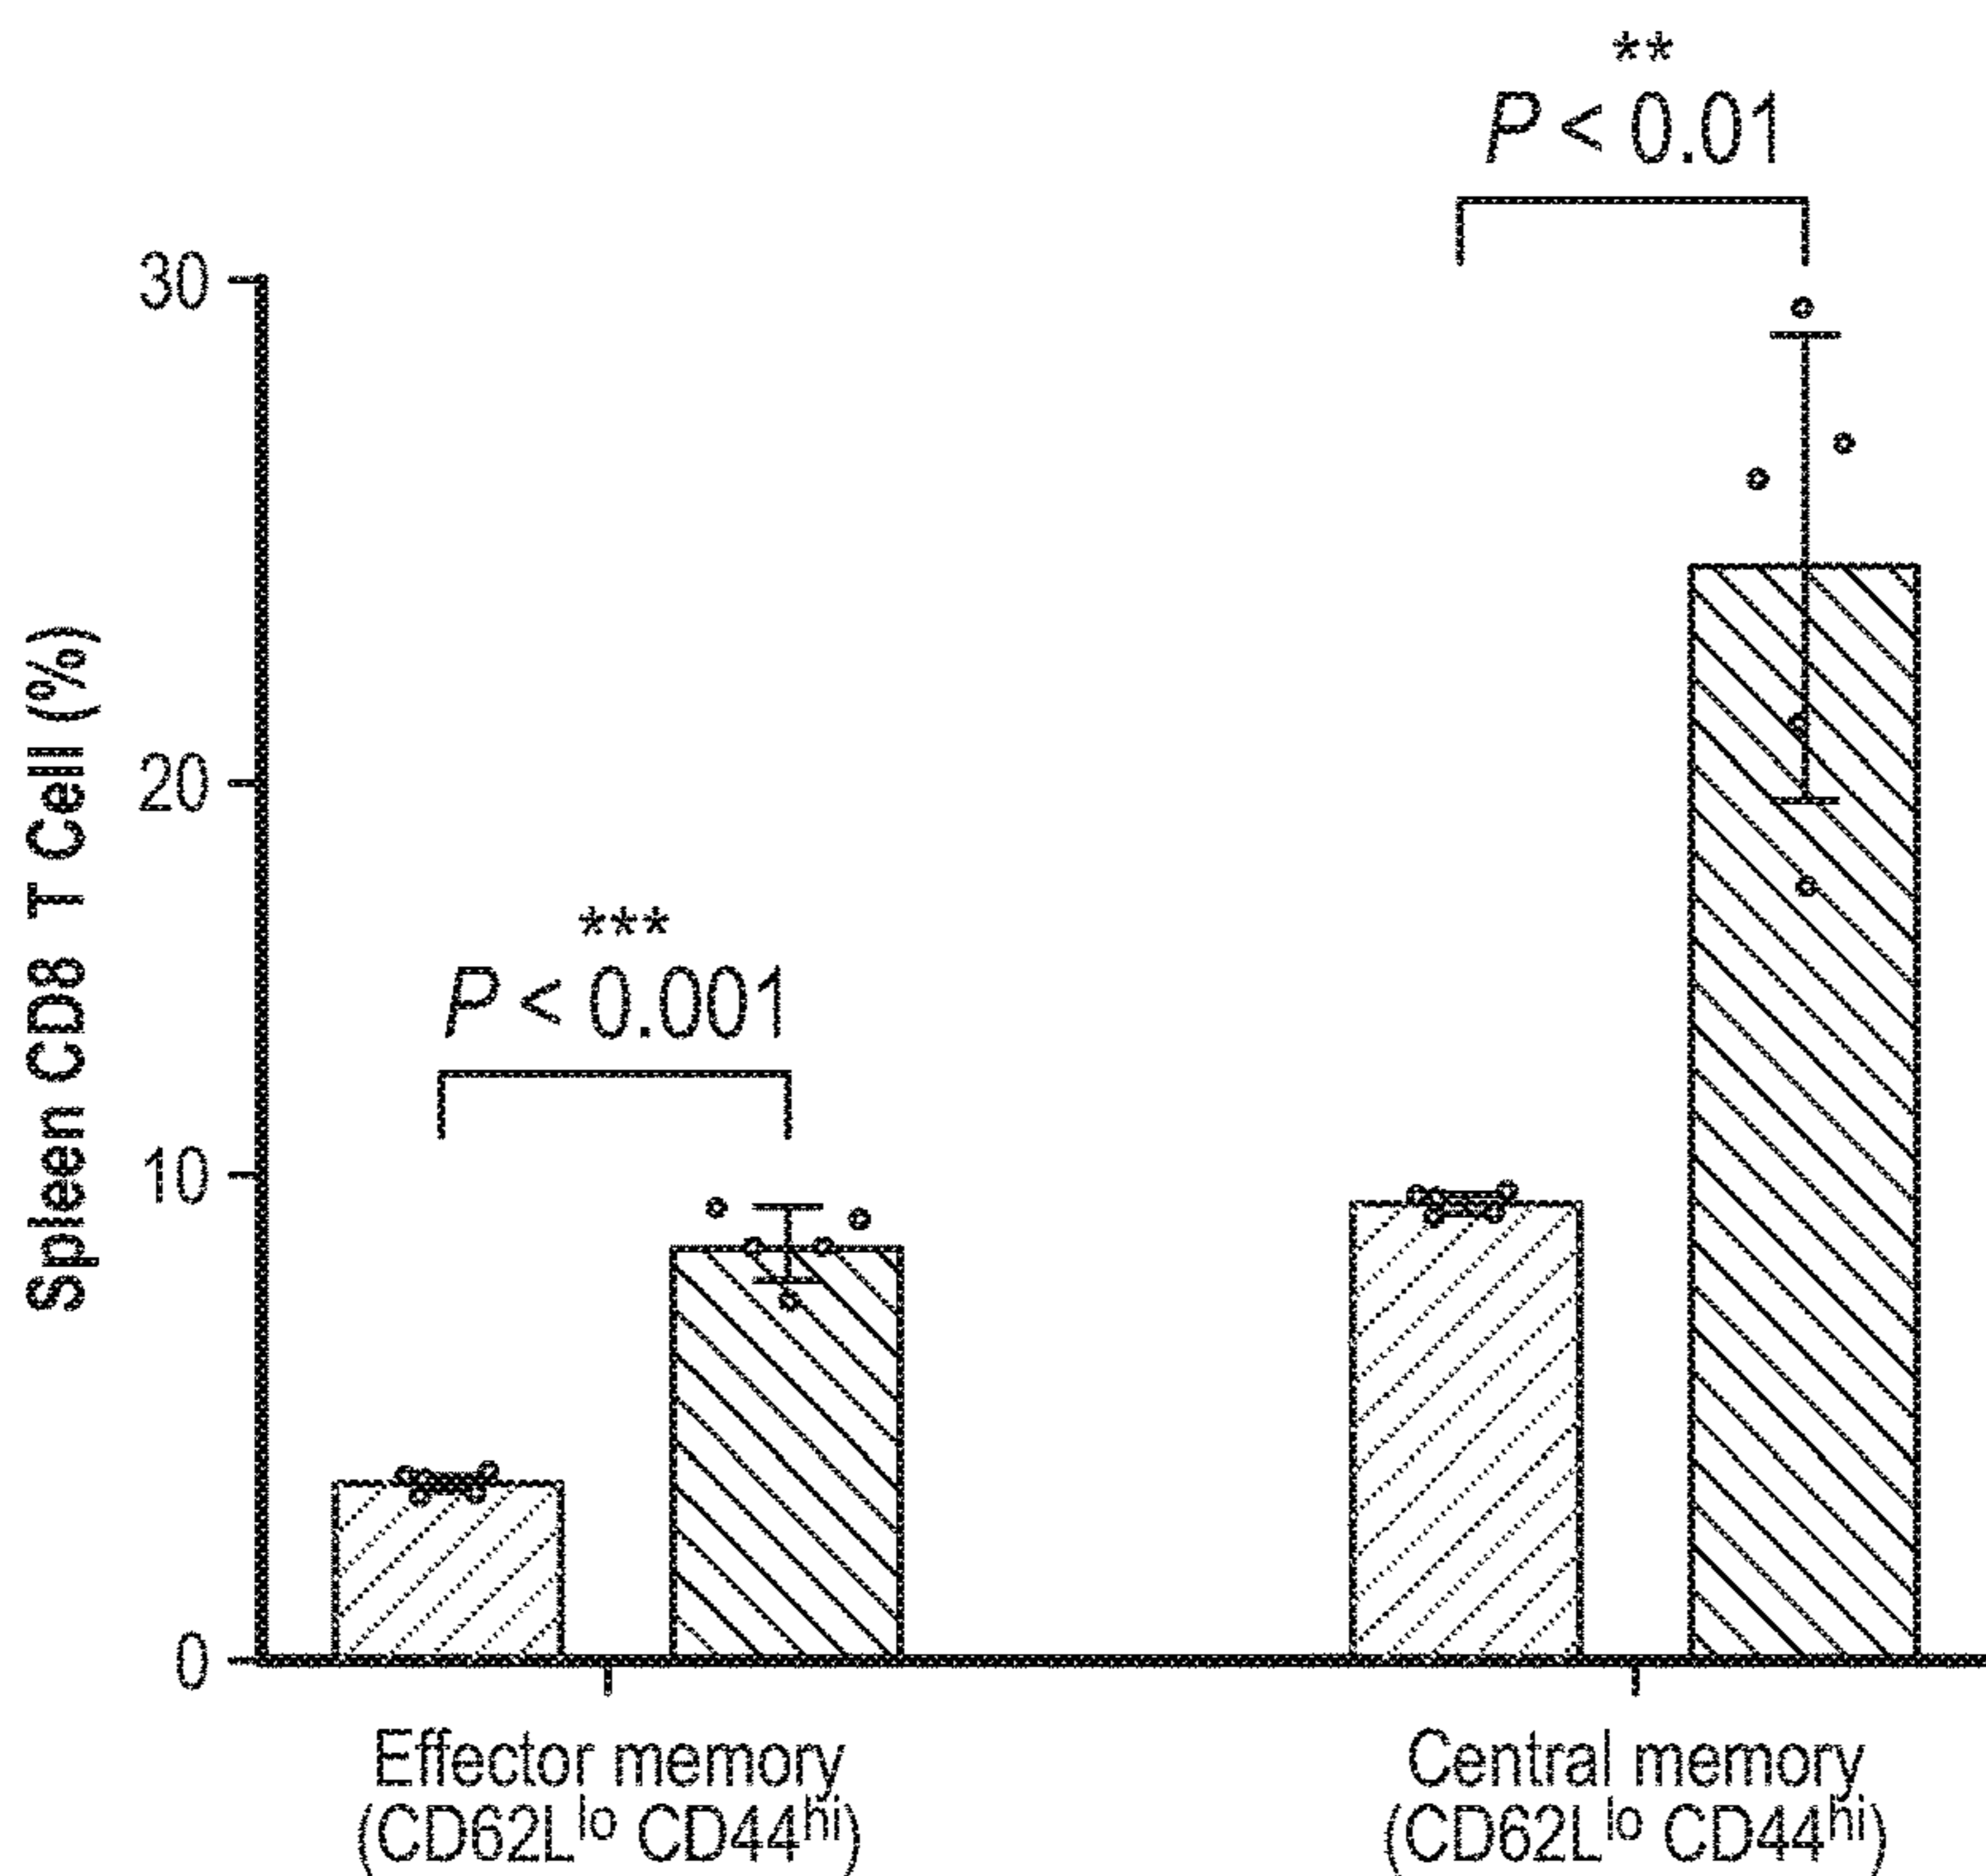 **
P < 0.01
30
20
10
0
Spleen CD8 T Cell (%)
***
P < 0.001
Effector memory
(CD62Llo CD44hi)
Central memory
(CD62Llo CD44hi)